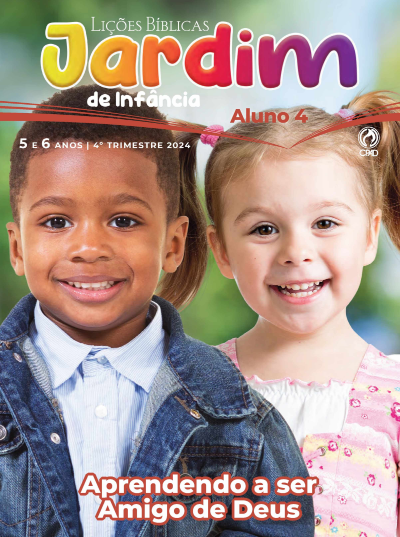 Lições Bíblicas
Jardim
de Infância
Aluno 4
5 e 6 anos | 4º trimestre 2024
CPAD
Aprendendo a ser
Amigo de Deus